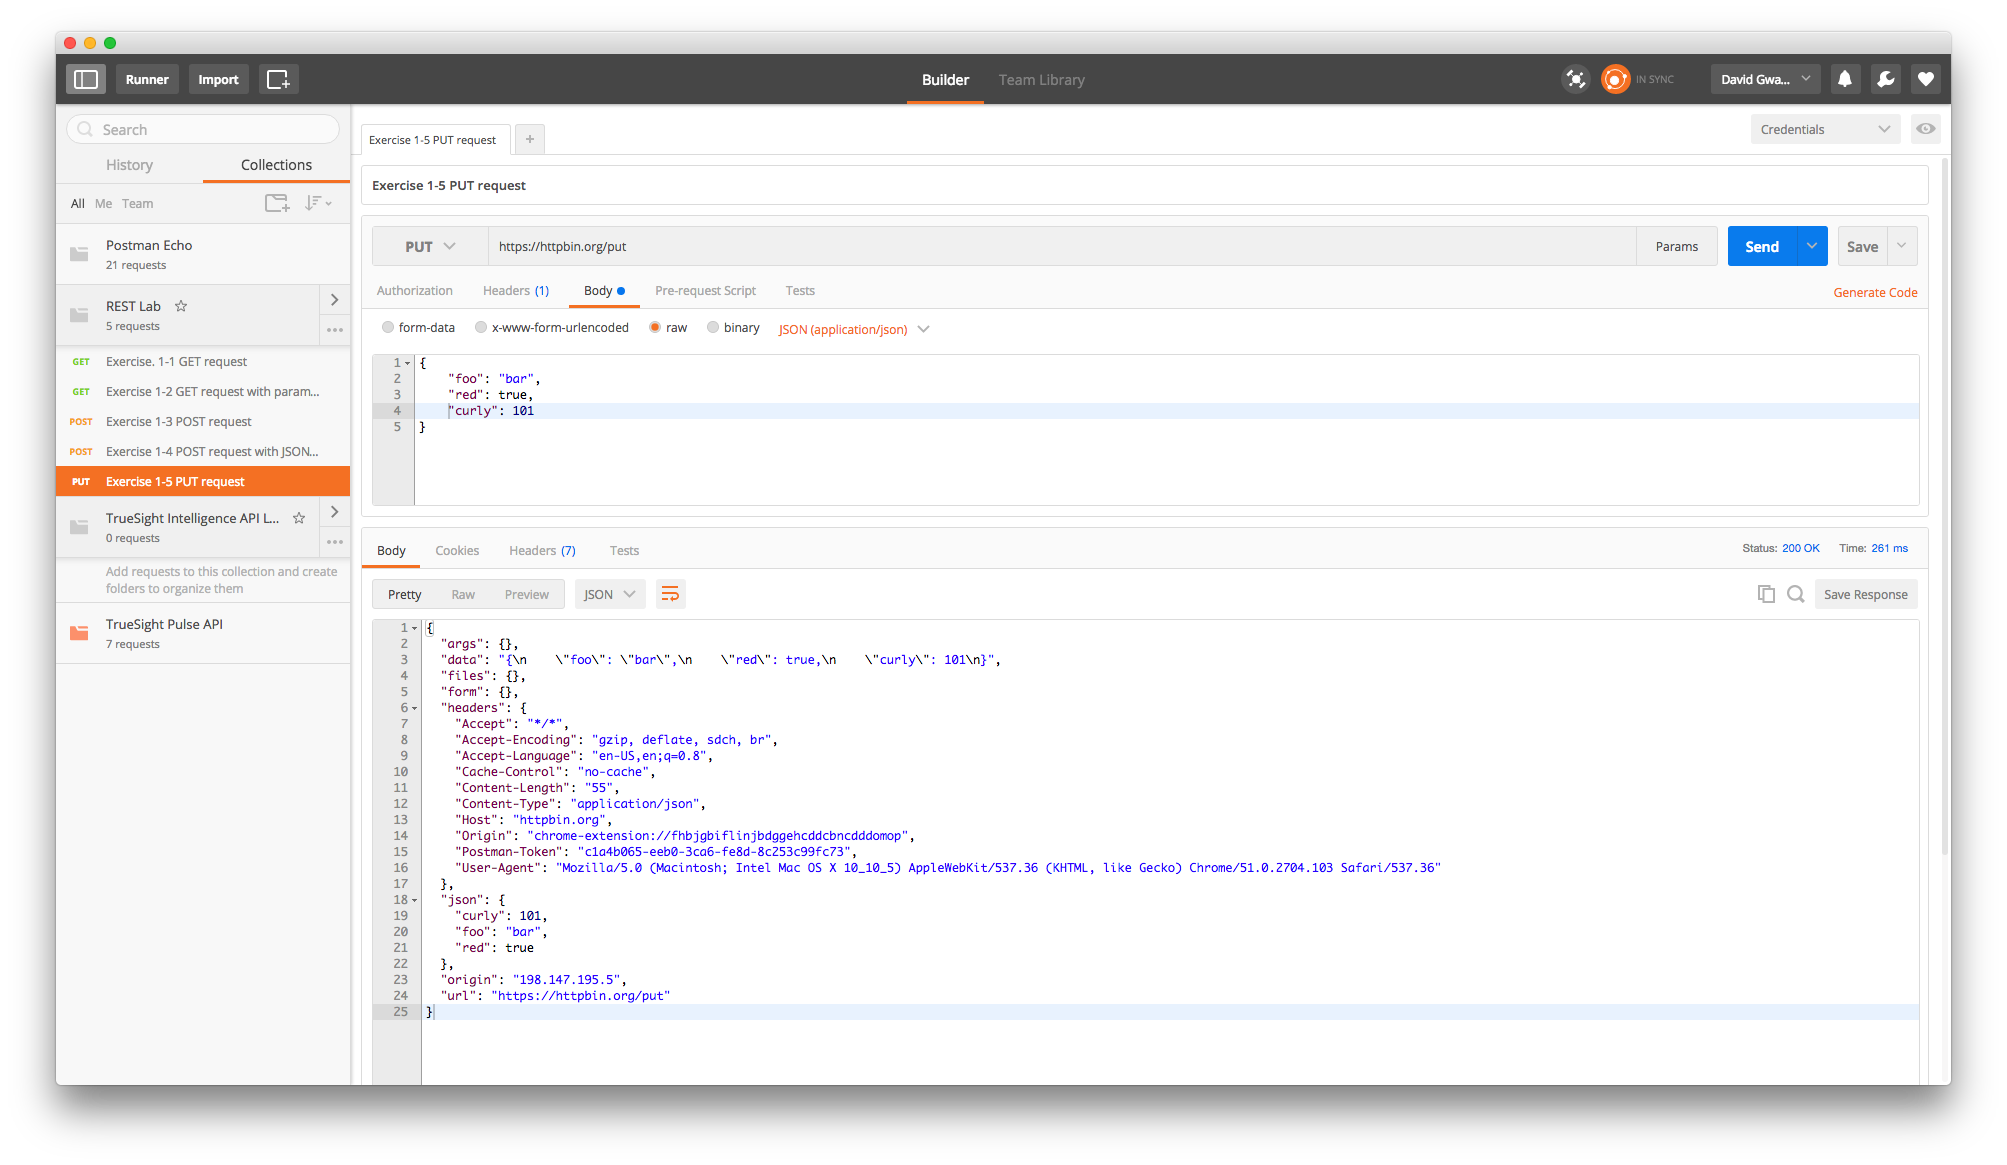 Runner
Import
Builder
Team Library
IN SYNC
David Gwa...
Search
History
Collections
All
Me
Team
Postman Echo
21 requests
REST Lab
5 requests
GET Exercise. 1-1 GET request
GET Exercise 1-2 GET request with param...
POST Exercise 1-3 POST request
POST Exercise 1-4 POST request with JSON...
PUT Exercise 1-5 PUT request
TrueSight Intelligence API L...
0 requests
Add requests to this collection and create
folders to organize them
TrueSight Pulse API
7 requests
Exercise 1-5 PUT request
+
Credentials
Exercise 1-5 PUT request
PUT
https://httpbin.org/put
Params
Send
Save
Authorization
Headers (1)
Body
Pre-request Script
Tests
Generate Code
form-data
x-www-form-urlencoded
raw
binary
JSON (application/json)
1 {
2 "foo": "bar",
3 "red": true,
4 "curly": 101
5 }
Body
Cookies
Headers (7)
Tests
Status: 200 OK
Time: 261 ms
Pretty
Raw
Preview
JSON
Save Response
1 {
2 "args": {},
3 "data": "{\n    \"foo\": \"bar\",\n    \"red\": true,\n    \"curly\": 101\n}",
4 "files": {},
5 "form": {},
6 "headers": {
7 "Accept": "*/*",
8 "Accept-Encoding": "gzip, deflate, sdch, br",
9 "Accept-Language": "en-US,en;q=0.8",
10 "Cache-Control": "no-cache",
11 "Content-Length": "55",
12 "Content-Type": "application/json",
13 "Host": "httpbin.org",
14 "Origin": "chrome-extension://fhbjgbiflinjbdggehcddcbncdddomop",
15 "Postman-Token": "c1a4b065-eeb0-3ca6-fe8d-8c253c99fc73",
16 "User-Agent": "Mozilla/5.0 (Macintosh; Intel Mac OS X 10_10_5) AppleWebKit/537.36 (KHTML, like Gecko) Chrome/51.0.2704.103 Safari/537.36"
17 },
18 "json": {
19 "curly": 101,
20 "foo": "bar",
21 "red": true
22 },
23 "origin": "198.147.195.5",
24 "url": "https://httpbin.org/put"
25 }